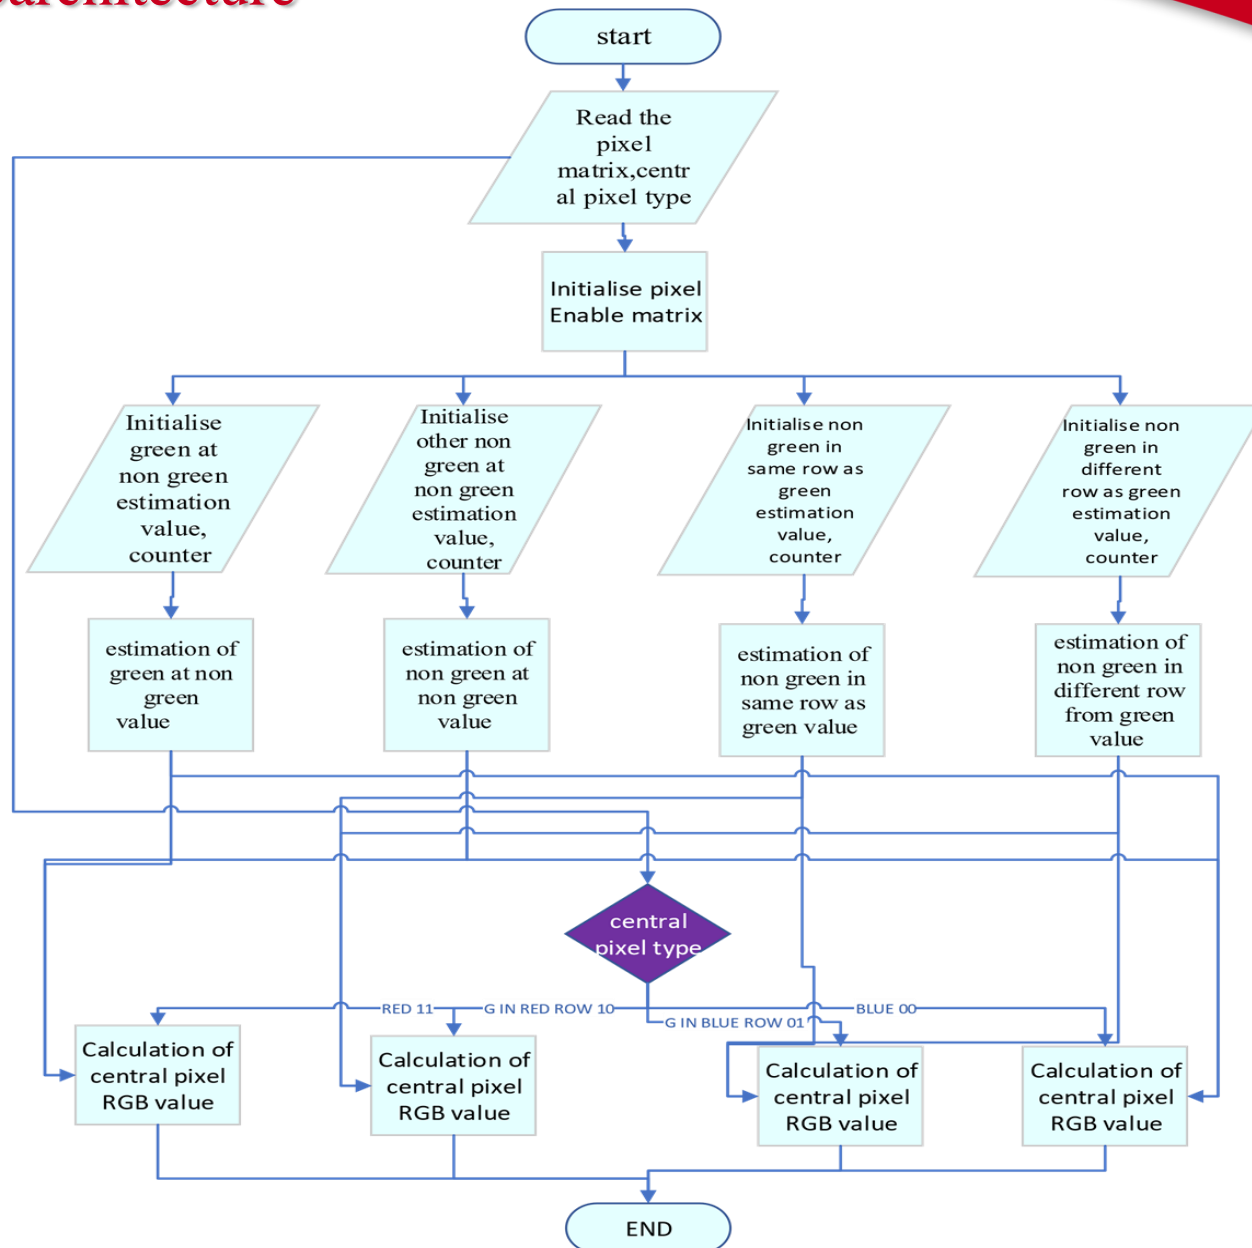 start
Read the
pixel
matrix,centr
al pixel type
Initialise pixel
Enable matrix
Initialise
green at
non green
estimation
value,
counter
Initialise
other non
green at
non green
estimation
value,
counter
Initialise non
green in
same row as
green
estimation
value,
counter
Initialise non
green in
different
row as green
estimation
value,
counter
estimation of
green at non
green
value
estimation of
non green at
non green
value
estimation of
non green in
same row as
green value
estimation of
non green in
different row
from green
value
central
pixel type
RED 11
G IN RED ROW 10
G IN BLUE ROW 01
BLUE 00
Calculation of
central pixel
RGB value
Calculation of
central pixel
RGB value
Calculation of
central pixel
RGB value
Calculation of
central pixel
RGB value
END